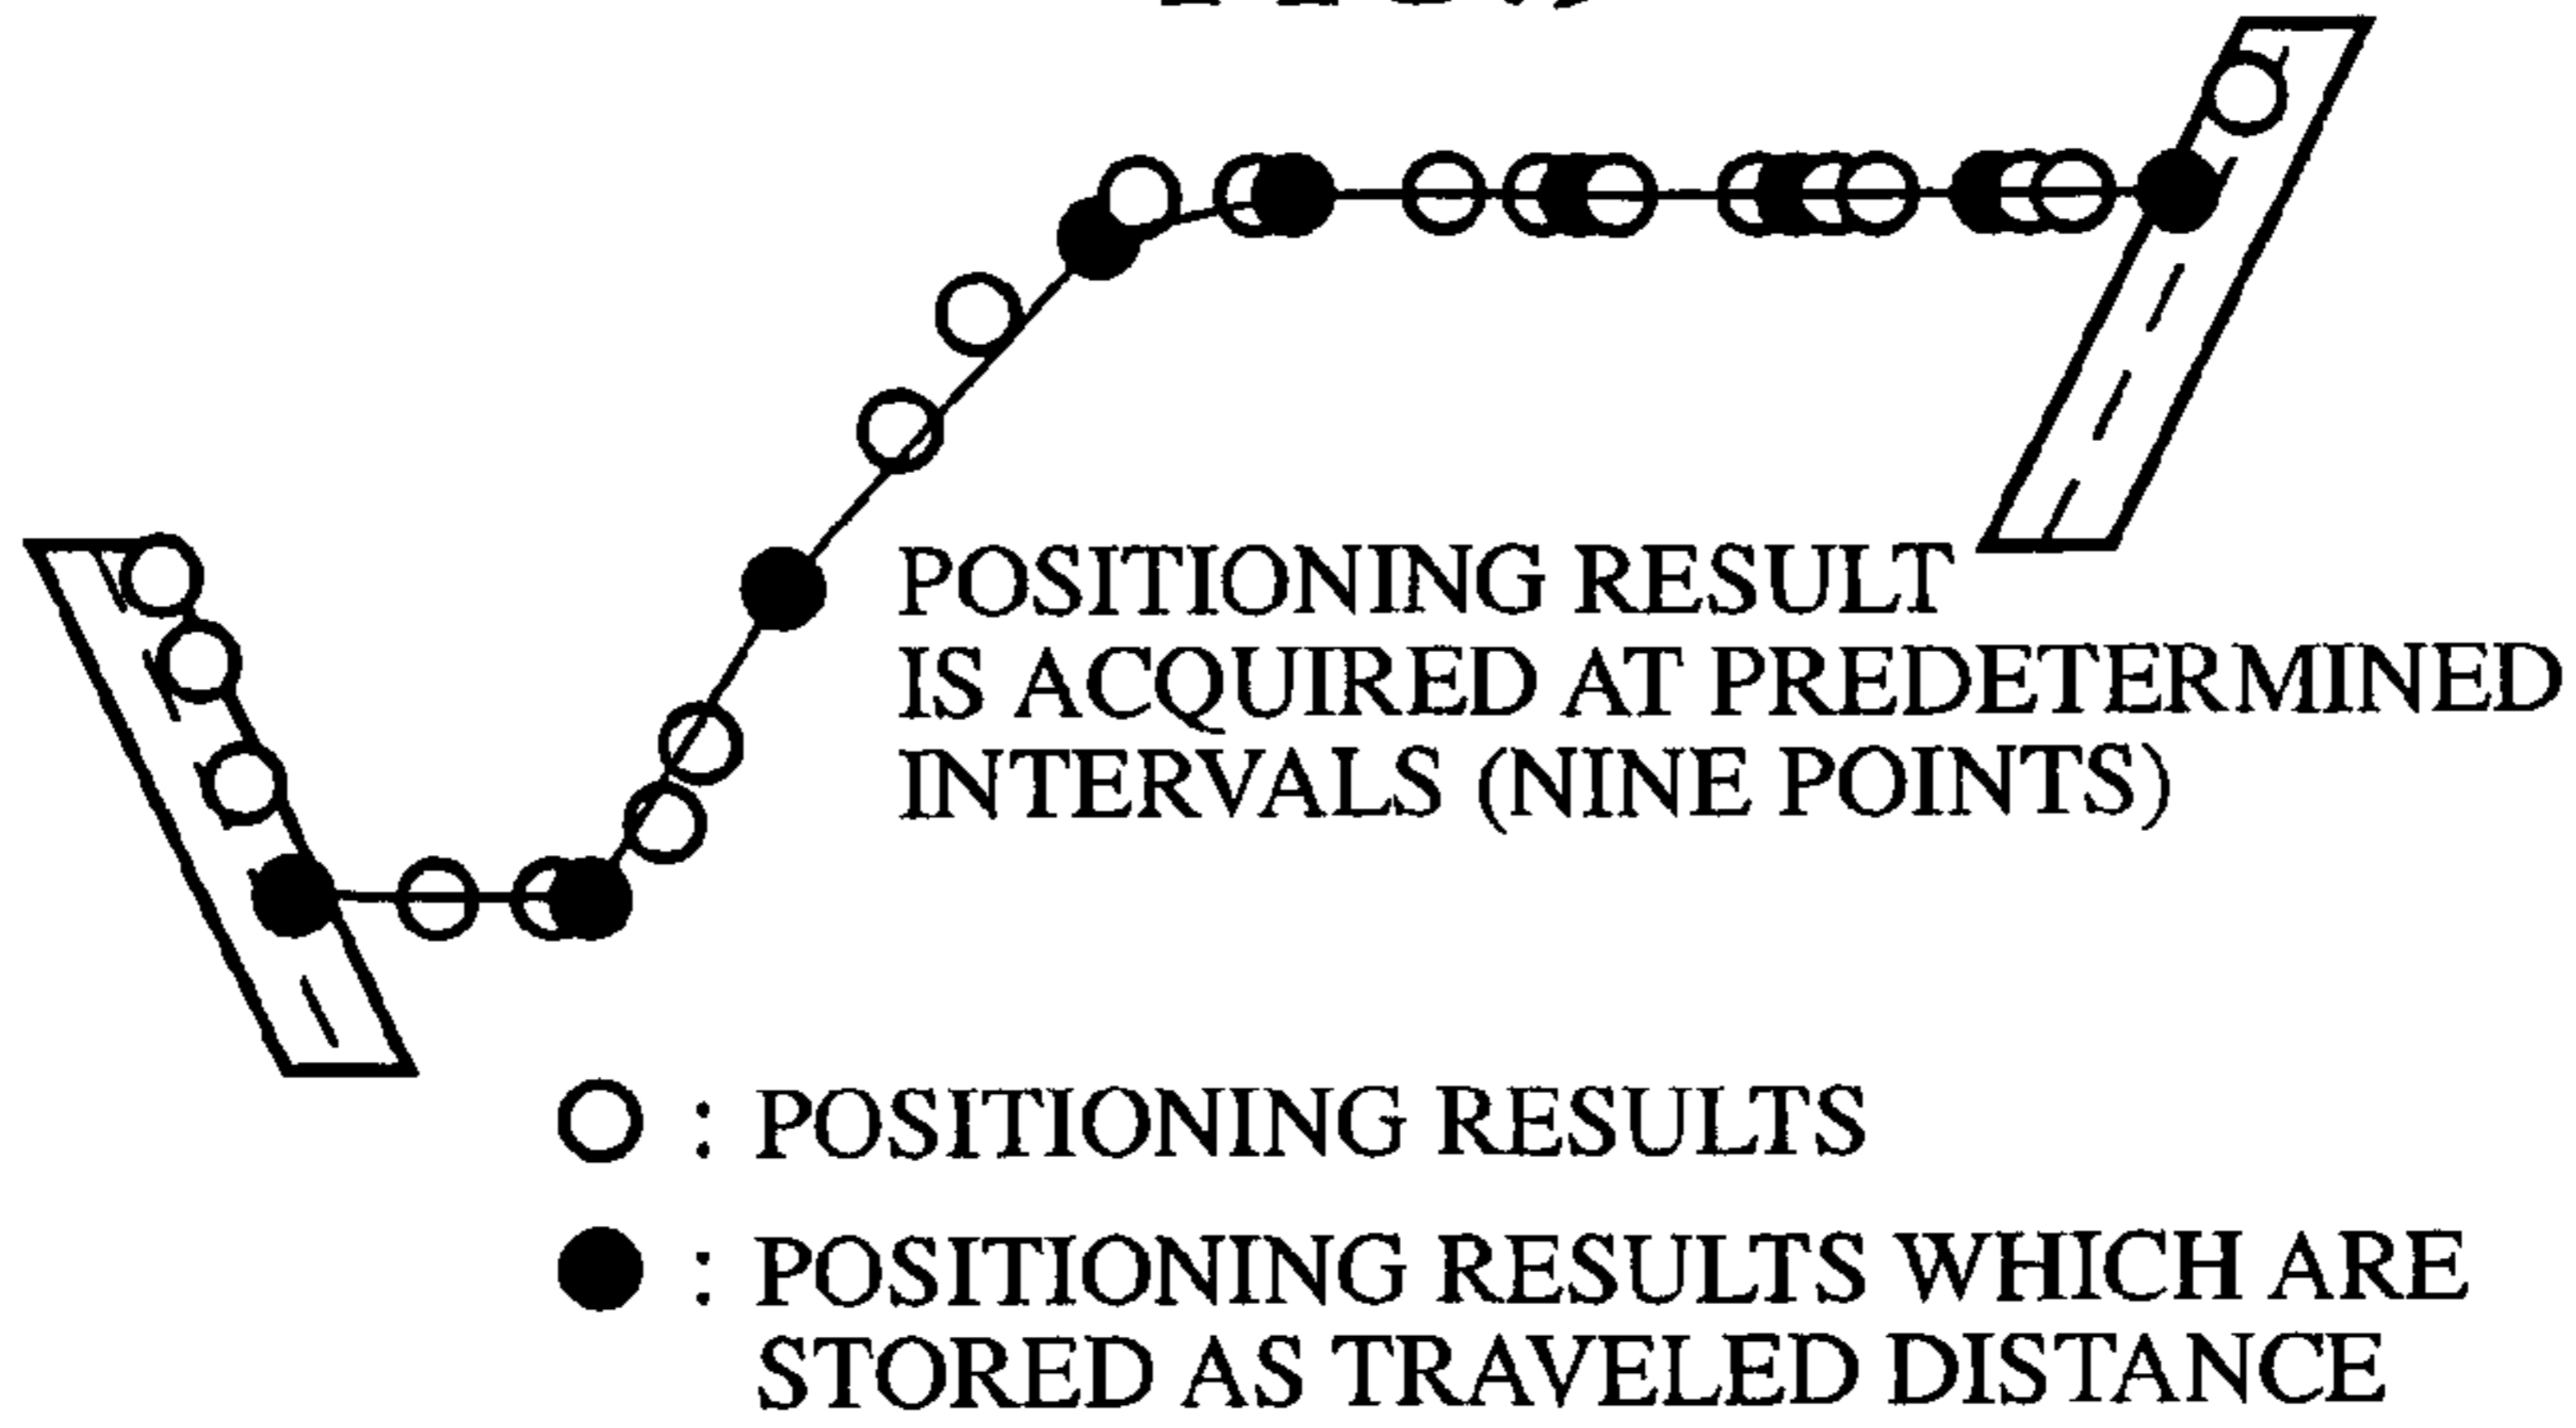 POSITIONING RESULT
IS ACQUIRED AT PREDETERMINED
INTERVALS (NINE POINTS)
: POSITIONING RESULTS
: POSITIONING RESULTS WHICH ARE
STORED AS TRAVELED DISTANCE